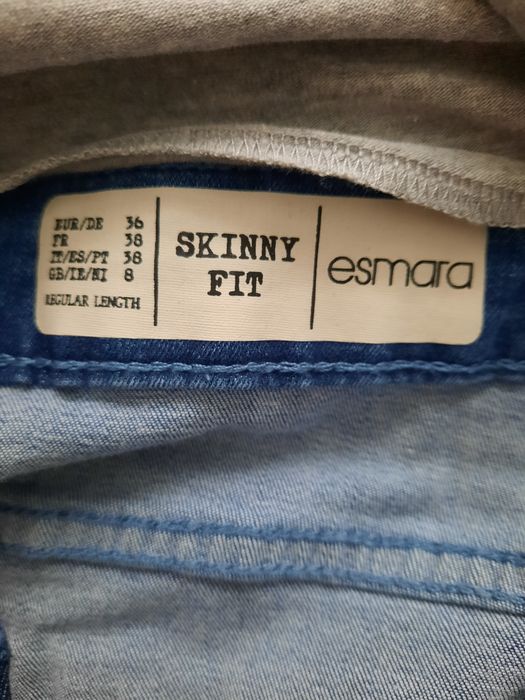 EUR/DE 36
FR 38
IT/ES/PT 38
GB/IE/NI 8
REGULAR LENGTH
SKINNY
FIT
esmara